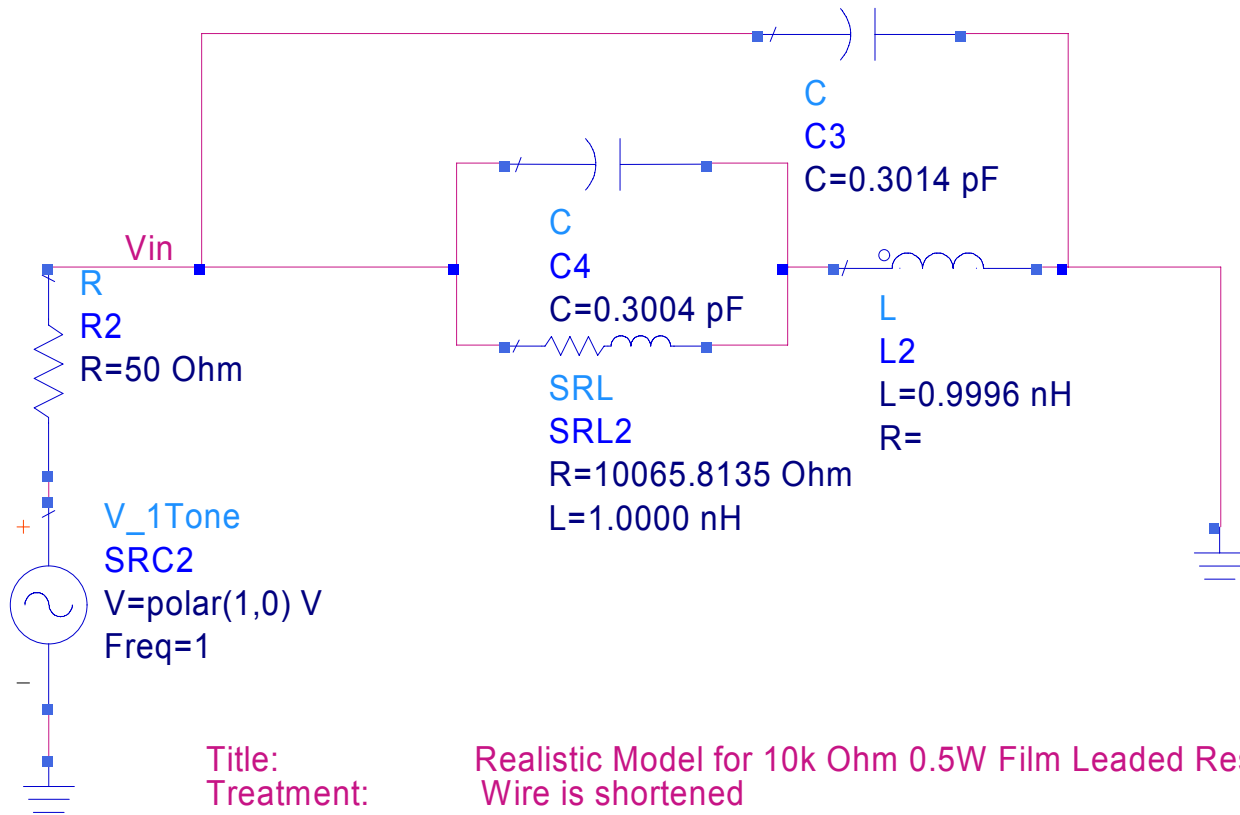 C
C3
C=0.3014 pF
C
C4
C=0.3004 pF
Vin
R
R2
R=50 Ohm
L
L2
L=0.9996 nH
R=
SRL
SRL2
R=10065.8135 Ohm
L=1.0000 nH
+
V_1Tone
SRC2
V=polar(1,0) V
Freq=1
−
Title: Realistic Model for 10k Ohm 0.5W Film Leaded Res
Treatment: Wire is shortened